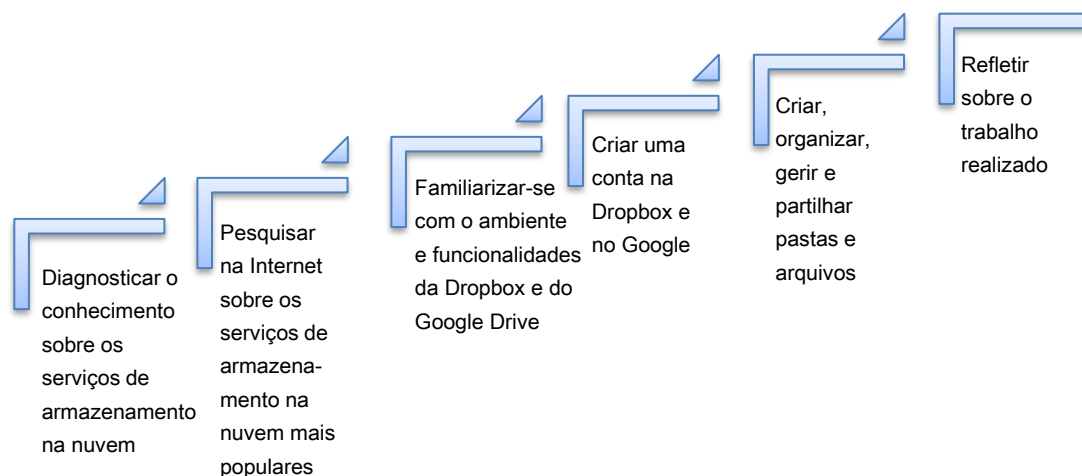 Diagnosticar o
conhecimento
sobre os
serviços de
armazenamento
na nuvem
Pesquisar
na Internet
sobre os
serviços de
armazena-
mento na
nuvem mais
populares
Familiarizar-se
com o ambiente
e funcionalidades
da Dropbox e do
Google Drive
Criar uma
conta na
Dropbox e
no Google
Criar,
organizar,
gerir e
partilhar
pastas e
arquivos
Refletir
sobre o
trabalho
realizado